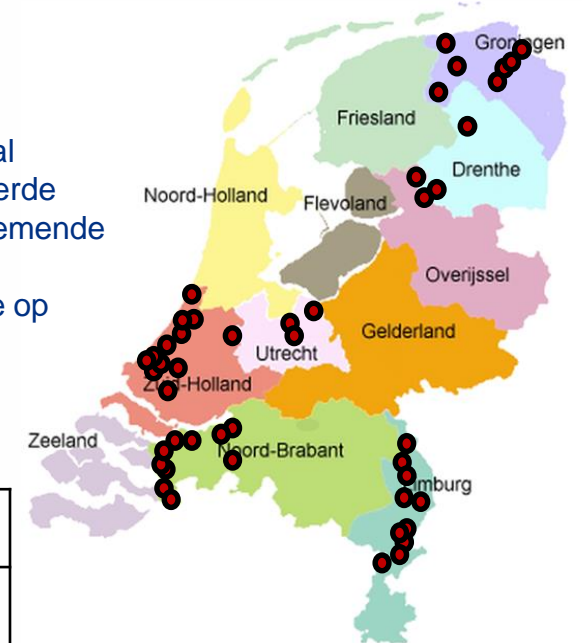 al
erde
emende
e op
Groningen
Friesland
Drenthe
Noord-Holland
Flevoland
Overijssel
Gelderland
Utrecht
Zuid-Holland
Zeeland
Noord-Brabant
Limburg